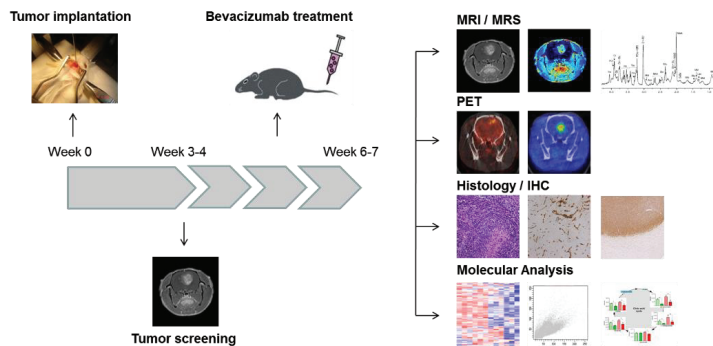 Tumor implantation
Bevacizumab treatment
MRI / MRS
PET
Week 0
Week 3-4
Week 6-7
Histology / IHC
Molecular Analysis
Tumor screening